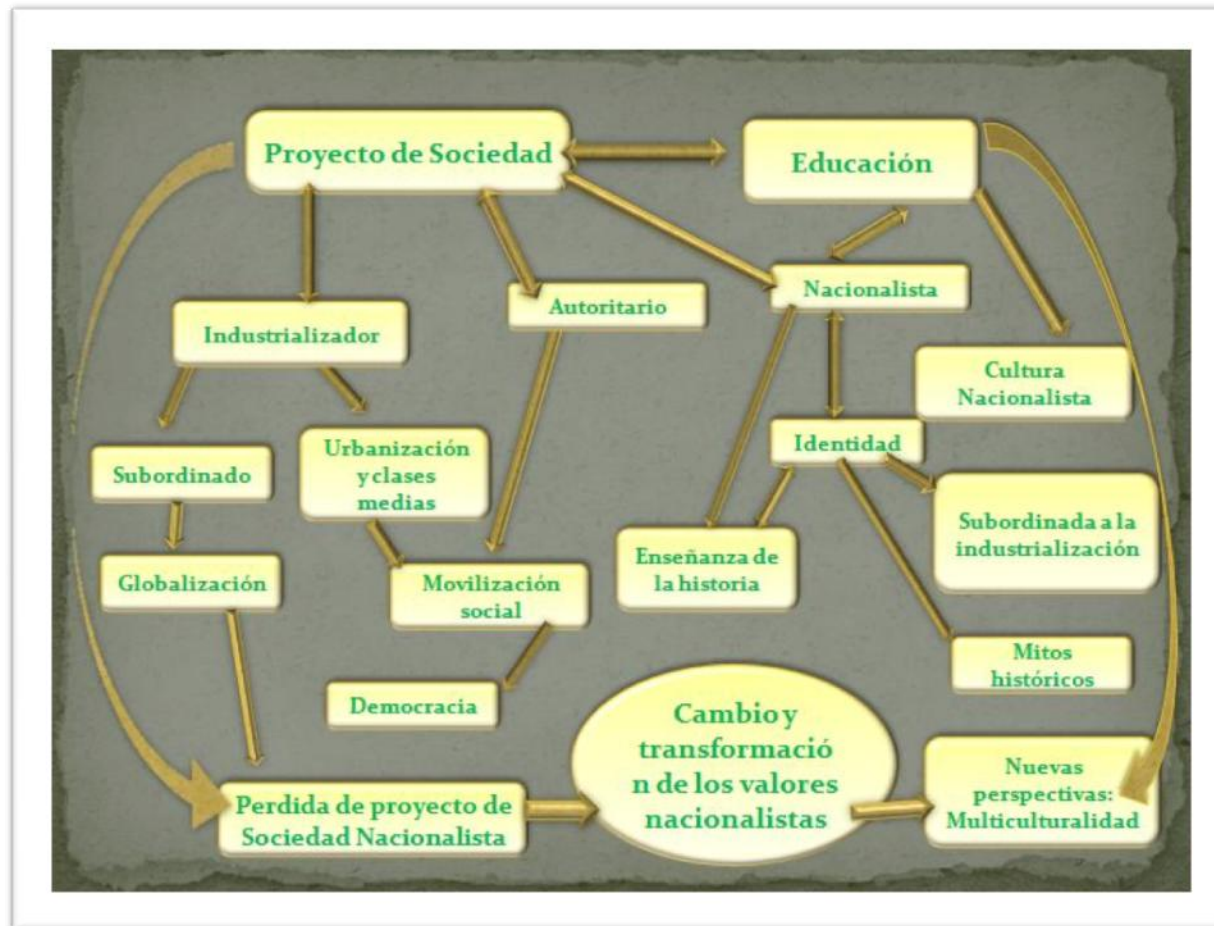 Proyecto de Sociedad
Educación
Nacionalista
Autoritario
Industrializador
Cultura
Nacionalista
Identidad
Urbanización
y clases
medias
Subordinado
Subordinada a la
industrialización
Enseñanza de
la historia
Globalización
Movilización
social
Mitos
históricos
Democracia
Cambio y
transformació
n de los valores
nacionalistas
Nuevas
perspectivas:
Multiculturalidad
Perdida de proyecto de
Sociedad Nacionalista